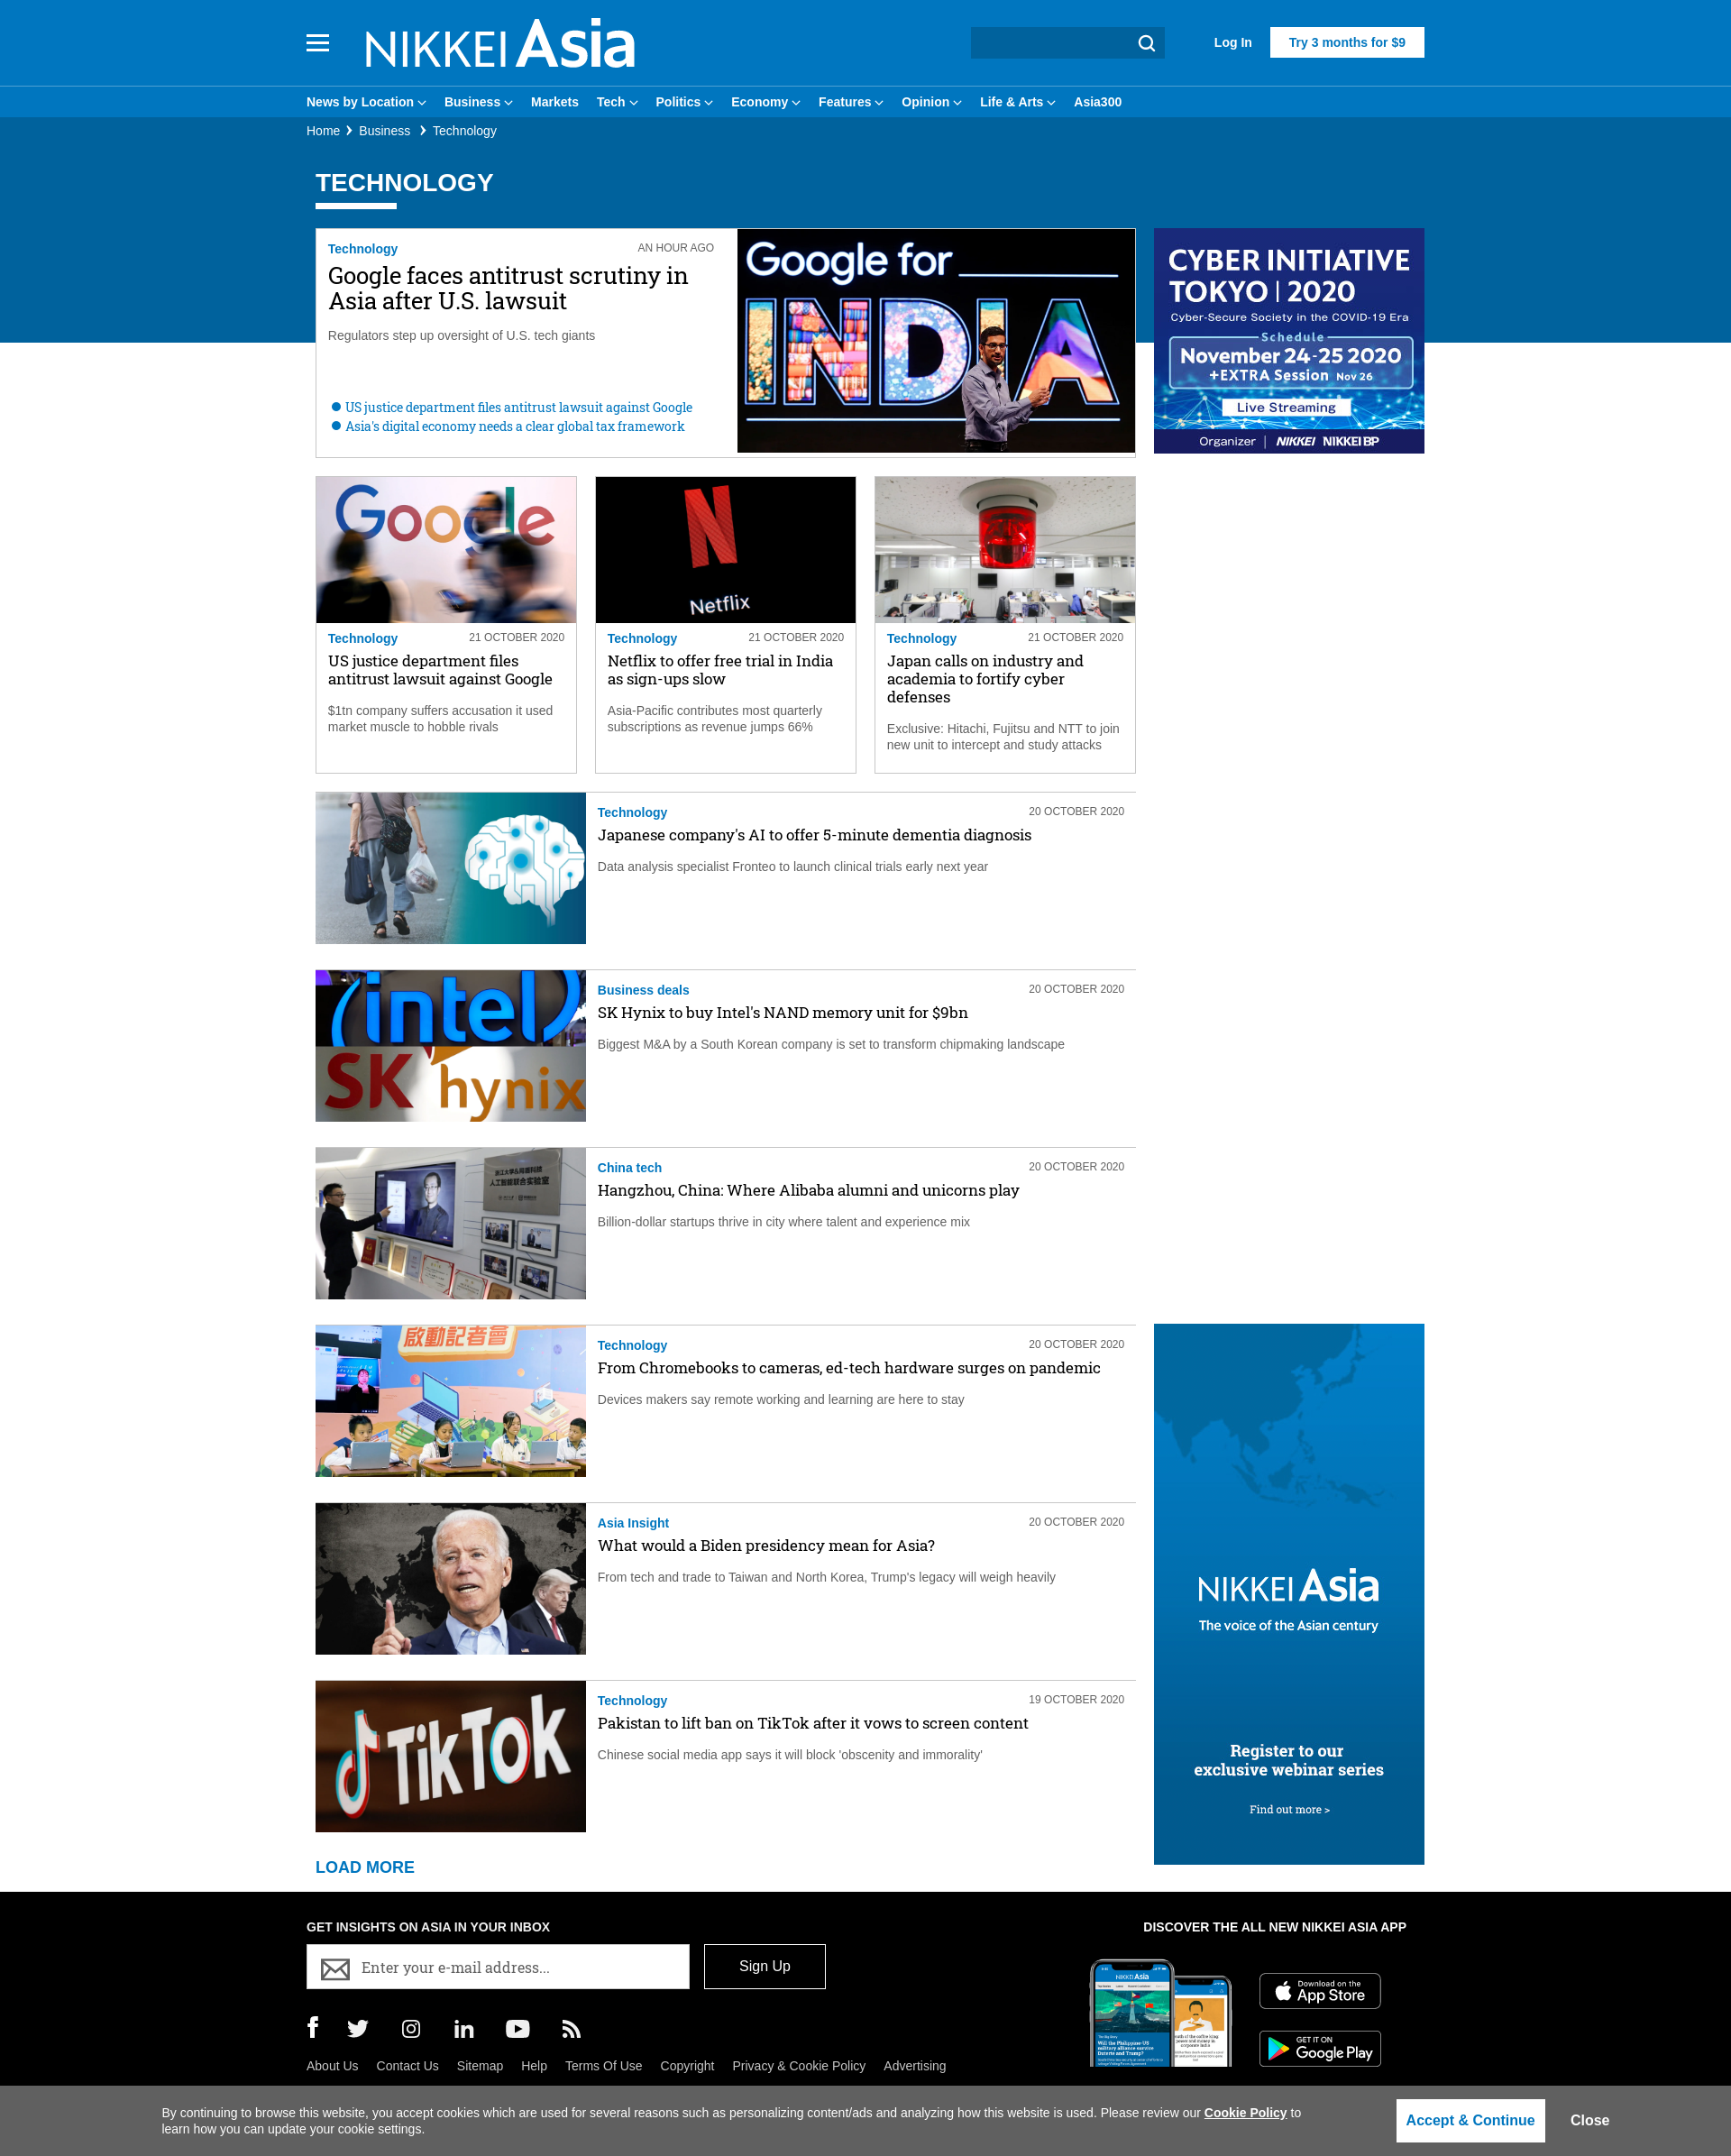 NIKKEI Asia
Log In
Try 3 months for $9
News by Location
Business
Markets
Tech
Politics
Economy
Features
Opinion
Life & Arts
Asia300
Home
Business
Technology
TECHNOLOGY
Technology
AN HOUR AGO
Google faces antitrust scrutiny in
Asia after U.S. lawsuit
Regulators step up oversight of U.S. tech giants
US justice department files antitrust lawsuit against Google
Asia's digital economy needs a clear global tax framework
Google for
INDIA
CYBER INITIATIVE
TOKYO | 2020
Cyber-Secure Society in the COVID-19 Era
Schedule
November 24-25 2020
+EXTRA Session Nov 26
Live Streaming
Organizer | NIKKEI NIKKEI BP
Google
Technology
21 OCTOBER 2020
US justice department files
antitrust lawsuit against Google
$1tn company suffers accusation it used
market muscle to hobble rivals
N
Netflix
Technology
21 OCTOBER 2020
Netflix to offer free trial in India
as sign-ups slow
Asia-Pacific contributes most quarterly
subscriptions as revenue jumps 66%
Technology
21 OCTOBER 2020
Japan calls on industry and
academia to fortify cyber
defenses
Exclusive: Hitachi, Fujitsu and NTT to join
new unit to intercept and study attacks
Technology
20 OCTOBER 2020
Japanese company's AI to offer 5-minute dementia diagnosis
Data analysis specialist Fronteo to launch clinical trials early next year
intel
SK hynix
Business deals
20 OCTOBER 2020
SK Hynix to buy Intel's NAND memory unit for $9bn
Biggest M&A by a South Korean company is set to transform chipmaking landscape
China tech
20 OCTOBER 2020
Hangzhou, China: Where Alibaba alumni and unicorns play
Billion-dollar startups thrive in city where talent and experience mix
啟動記者會
Technology
20 OCTOBER 2020
From Chromebooks to cameras, ed-tech hardware surges on pandemic
Devices makers say remote working and learning are here to stay
Asia Insight
20 OCTOBER 2020
What would a Biden presidency mean for Asia?
From tech and trade to Taiwan and North Korea, Trump's legacy will weigh heavily
TikTok
Technology
19 OCTOBER 2020
Pakistan to lift ban on TikTok after it vows to screen content
Chinese social media app says it will block 'obscenity and immorality'
NIKKEI Asia
The voice of the Asian century
Register to our
exclusive webinar series
Find out more >
LOAD MORE
GET INSIGHTS ON ASIA IN YOUR INBOX
Enter your e-mail address...
Sign Up
DISCOVER THE ALL NEW NIKKEI ASIA APP
NIKKEI Asia
Download on the
App Store
GET IT ON
Google Play
About Us
Contact Us
Sitemap
Help
Terms Of Use
Copyright
Privacy & Cookie Policy
Advertising
By continuing to browse this website, you accept cookies which are used for several reasons such as personalizing content/ads and analyzing how this website is used. Please review our Cookie Policy to
learn how you can update your cookie settings.
Accept & Continue
Close